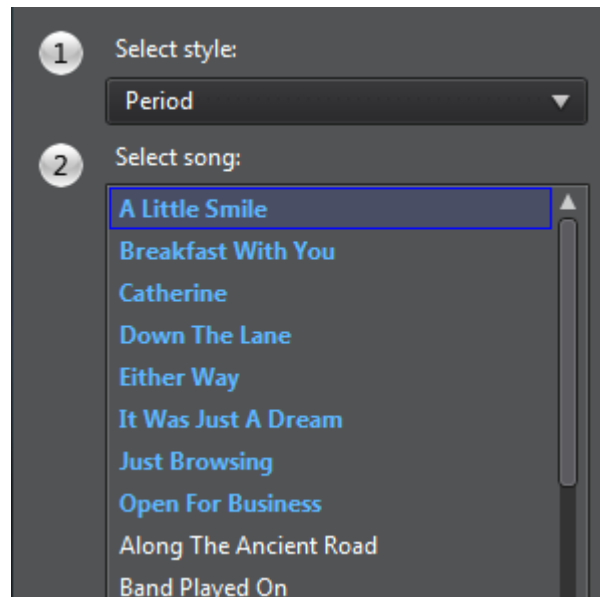 1 Select style:
Period
2 Select song:
A Little Smile
Breakfast With You
Catherine
Down The Lane
Either Way
It Was Just A Dream
Just Browsing
Open For Business
Along The Ancient Road
Band Played On